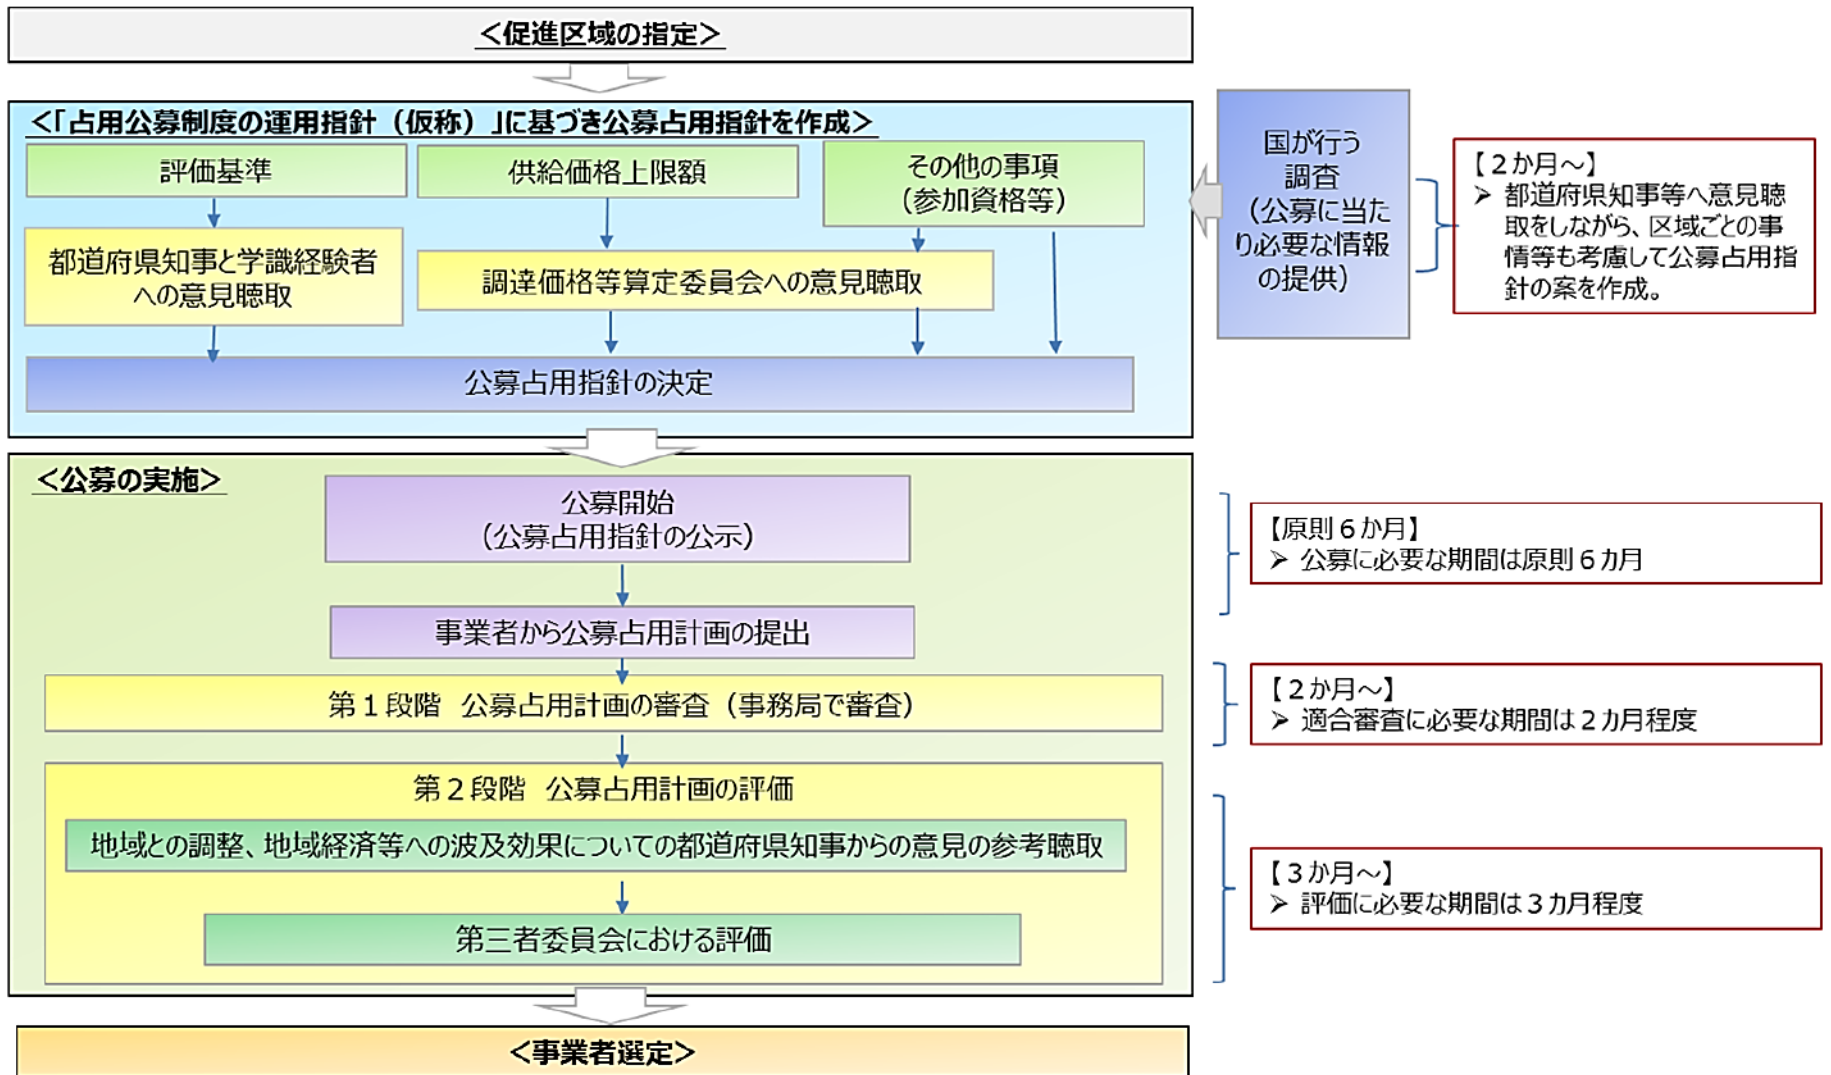 ＜促進区域の指定＞
＜「占用公募制度の運用指針（仮称）」に基づき公募占用指針を作成＞
評価基準
供給価格上限額
その他の事項
（参加資格等）
都道府県知事と学識経験者
への意見聴取
調達価格等算定委員会への意見聴取
公募占用指針の決定
国が行う
調査
（公募に当た
り必要な情報
の提供）
【２か月～】
➢ 都道府県知事等へ意見聴
取をしながら、区域ごとの事
情等も考慮して公募占用指
針の案を作成。
＜公募の実施＞
公募開始
（公募占用指針の公示）
事業者から公募占用計画の提出
【原則６か月】
➢ 公募に必要な期間は原則６カ月
第１段階 公募占用計画の審査（事務局で審査）
【２か月～】
➢ 適合審査に必要な期間は２カ月程度
第２段階 公募占用計画の評価
地域との調整、地域経済等への波及効果についての都道府県知事からの意見の参考聴取
第三者委員会における評価
【３か月～】
➢ 評価に必要な期間は３カ月程度
＜事業者選定＞